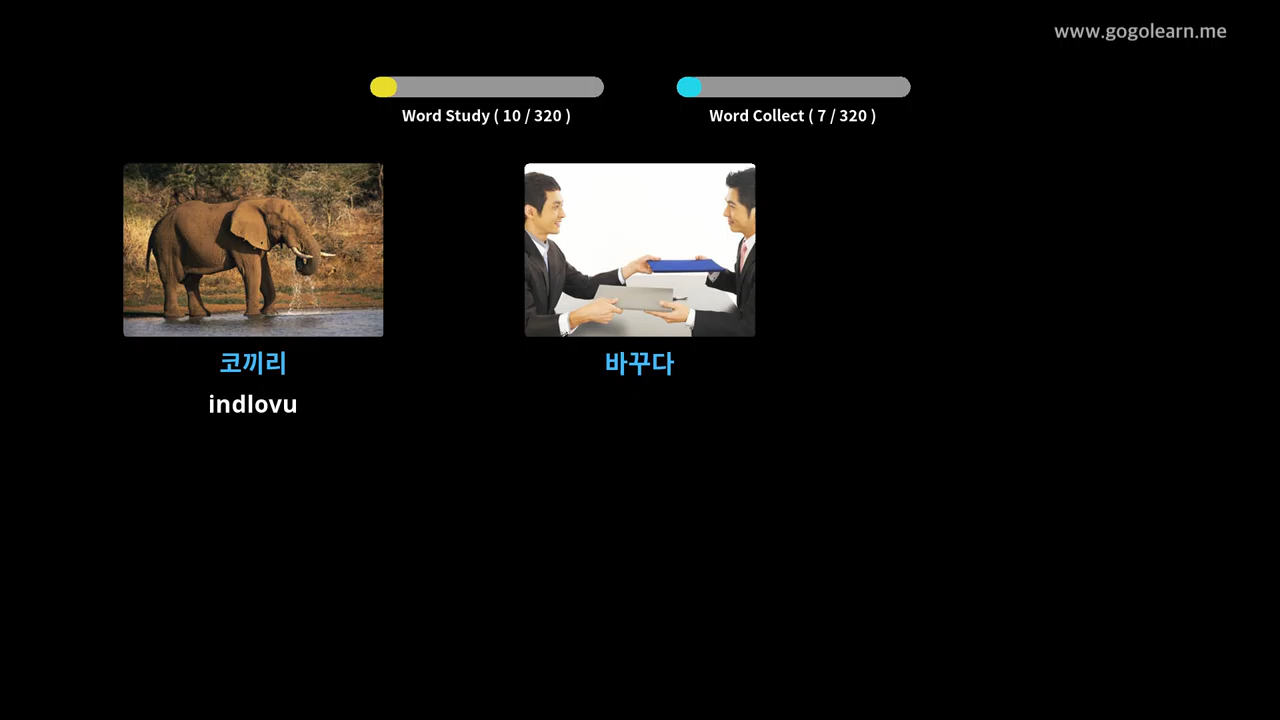 www.gogolearn.me
Word Study ( 10 / 320 )
Word Collect ( 7 / 320 )
코끼리
indlovu
바꾸다